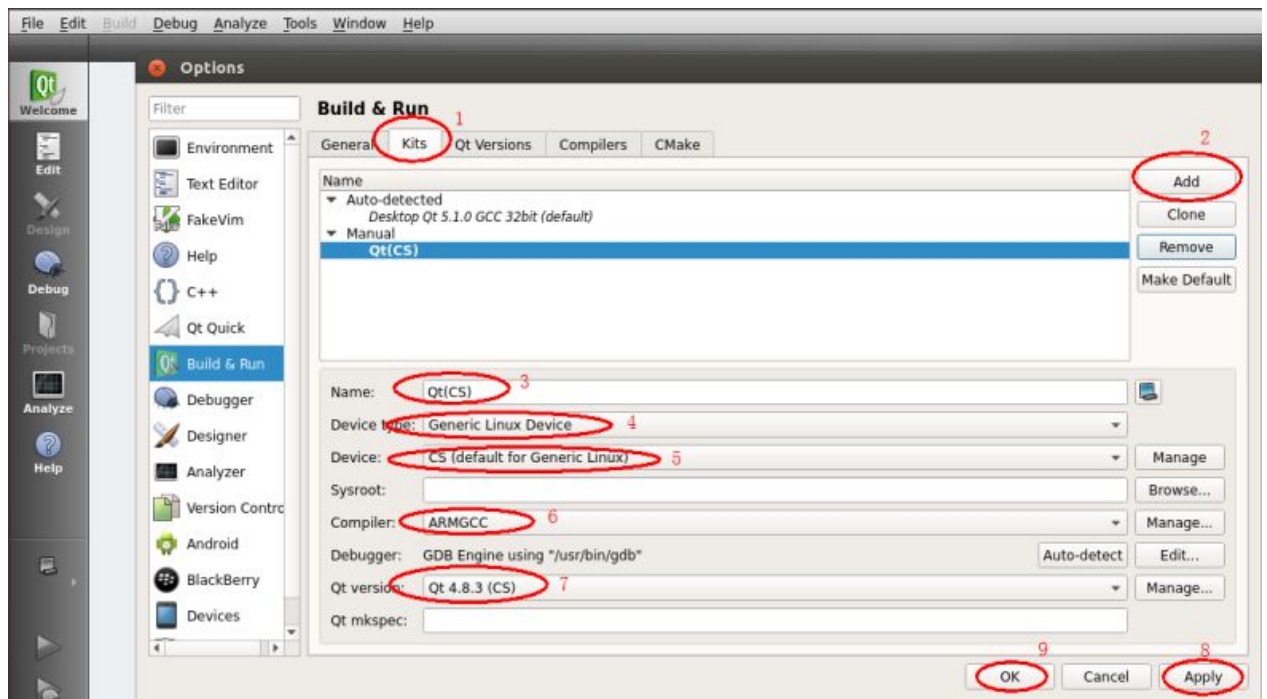 File Edit Build Debug Analyze Tools Window Help
Options
Qt
Welcome
Edit
Design
Debug
Projects
Analyze
Help
Filter
Environment
Text Editor
FakeVim
Help
{} C++
Qt Quick
Build & Run
Debugger
Designer
Analyzer
Version Contro
Android
BlackBerry
Devices
Build & Run
1
General Kits Qt Versions Compilers CMake
2
Name
Auto-detected
Desktop Qt 5.1.0 GCC 32bit (default)
Manual
Qt(CS)
Add
Clone
Remove
Make Default
Name: Qt(CS) 3
Device type: Generic Linux Device 4
Device: CS (default for Generic Linux) 5 Manage
Sysroot: Browse...
Compiler: ARMGCC 6 Manage...
Debugger: GDB Engine using "/usr/bin/gdb" Auto-detect Edit...
Qt version: Qt 4.8.3 (CS) 7 Manage...
Qt mkspec:
9 8
OK Cancel Apply